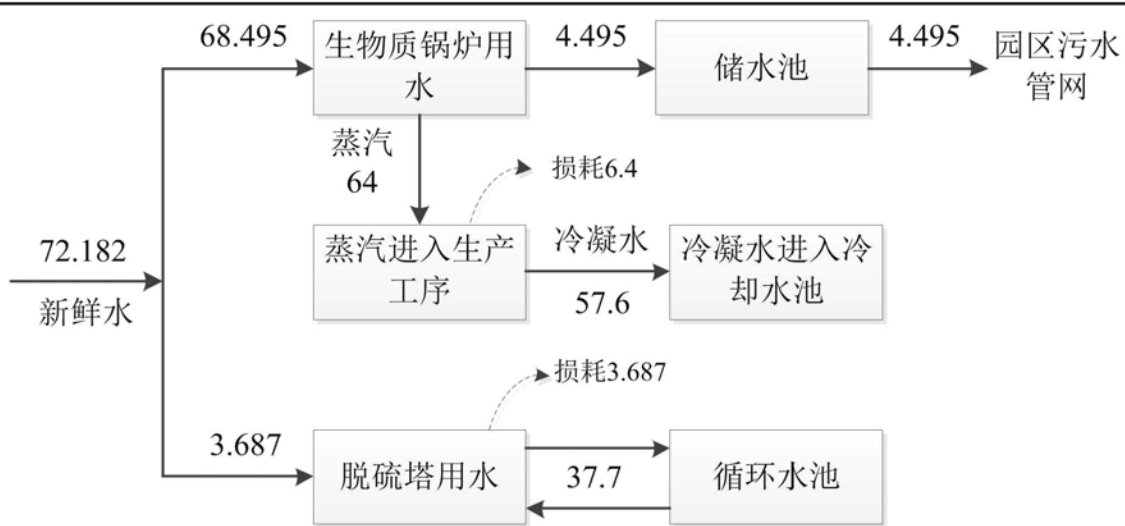 68.495
生物质锅炉用
水
4.495
储水池
4.495
园区污水
管网
蒸汽
64
损耗6.4
72.182
新鲜水
蒸汽进入生产
工序
冷凝水
57.6
冷凝水进入冷
却水池
损耗3.687
3.687
脱硫塔用水
37.7
循环水池